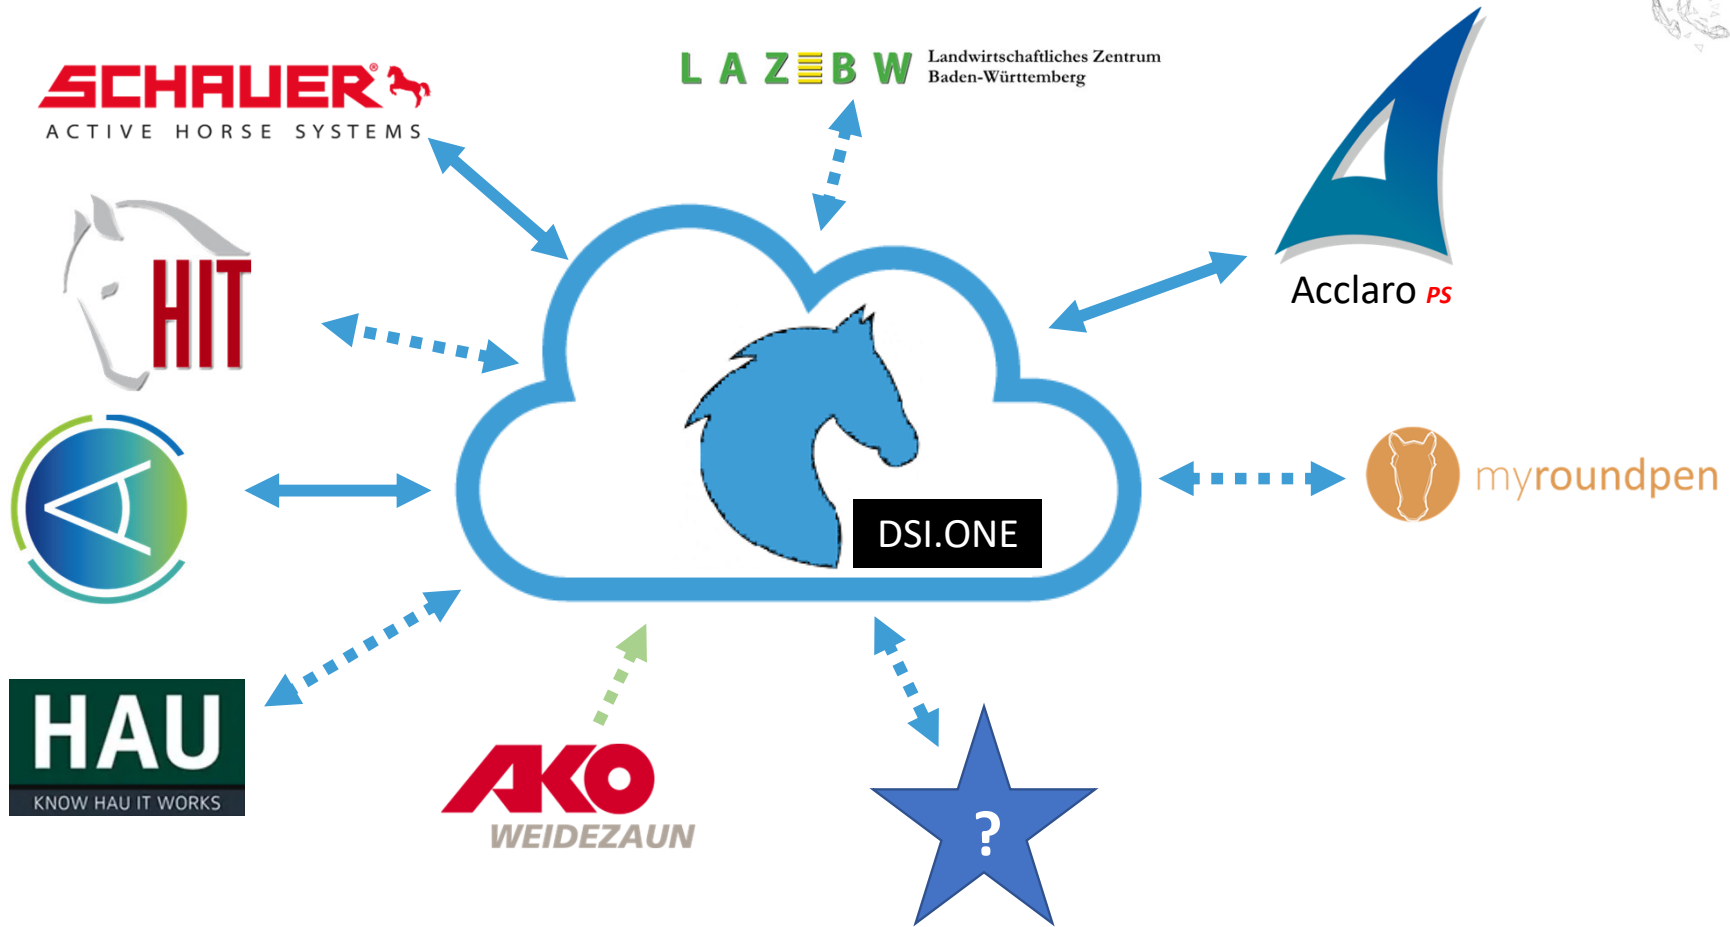 SCHAUER®
ACTIVE HORSE SYSTEMS
LAZBW Landwirtschaftliches Zentrum
Baden-Württemberg
Acclaro PS
HIT
myroundpen
DSI.ONE
HAU
KNOW HAU IT WORKS
AKO
WEIDEZAUN
?